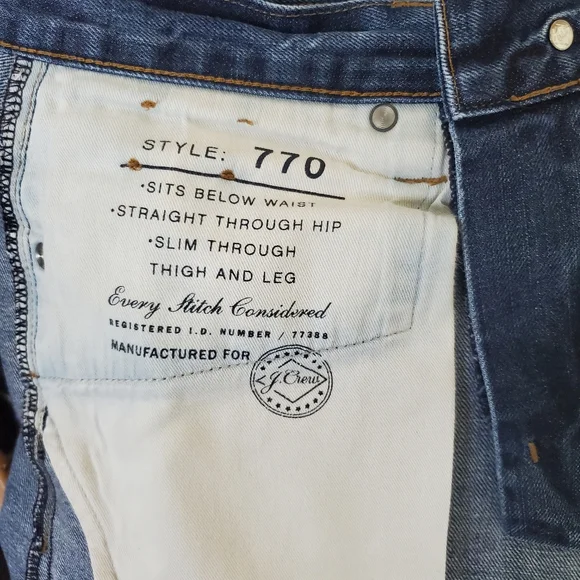 STYLE: 770
•SITS BELOW WAIST
•STRAIGHT THROUGH HIP
•SLIM THROUGH
THIGH AND LEG
Every Stitch Considered
REGISTERED I.D. NUMBER / 77388
MANUFACTURED FOR
J.Crew